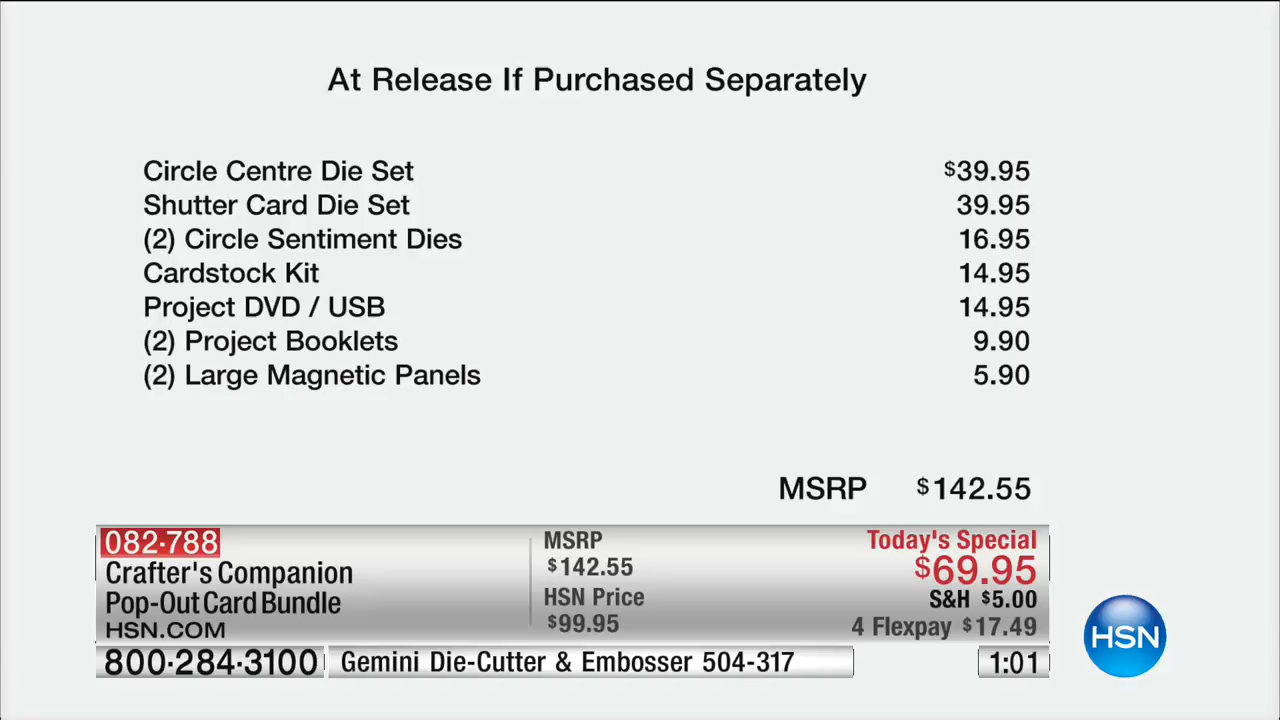 At Release If Purchased Separately
Circle Centre Die Set $39.95
Shutter Card Die Set 39.95
(2) Circle Sentiment Dies 16.95
Cardstock Kit 14.95
Project DVD / USB 14.95
(2) Project Booklets 9.90
(2) Large Magnetic Panels 5.90
MSRP $142.55
082·788
Crafter's Companion
Pop-Out Card Bundle
HSN.COM
MSRP
$142.55
HSN Price
$99.95
Today's Special
$69.95
S&H $5.00
4 Flexpay $17.49
HSN
800·284·3100 Gemini Die-Cutter & Embosser 504-317 1:01